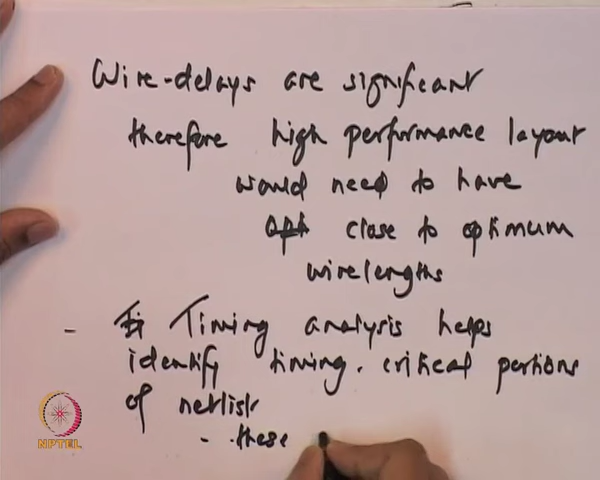 Wire-delays are significant
therefore high performance layout
would need to have
close to optimum
wirelengths
- Timing analysis helps
identify timing-critical portions
of netlist
- these
NPTEL